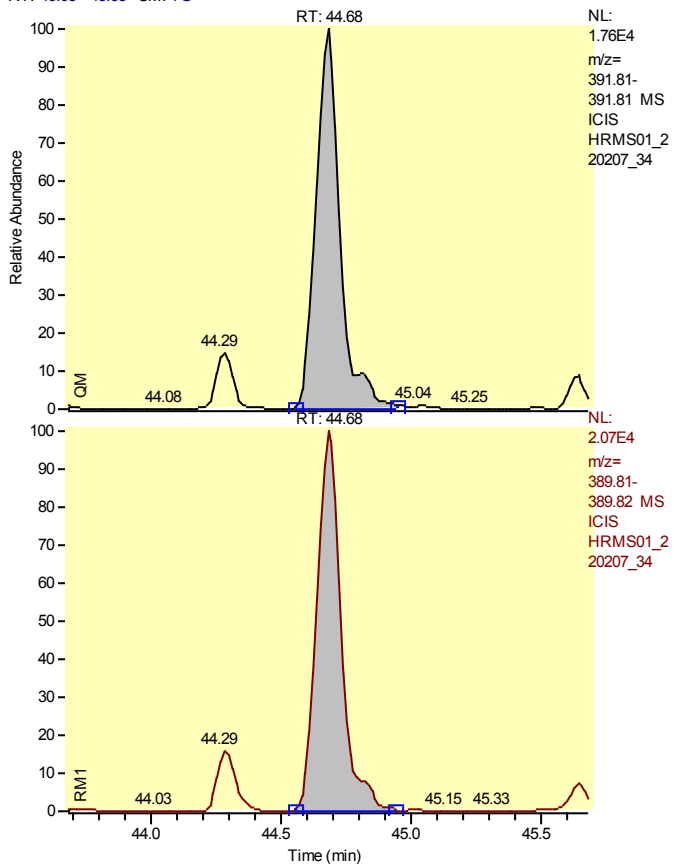 RT: 44.68
NL:
1.76E4
m/z=
391.81-
391.81 MS
ICIS
HRMS01_2
20207_34
100
90
80
70
60
50
40
30
20
10
0
Relative Abundance
QM
44.08
44.29
45.04
45.25
RT: 44.68
NL:
2.07E4
m/z=
389.81-
389.82 MS
ICIS
HRMS01_2
20207_34
100
90
80
70
60
50
40
30
20
10
0
RM1
44.03
44.29
45.15
45.33
44.0
44.5
45.0
45.5
Time (min)